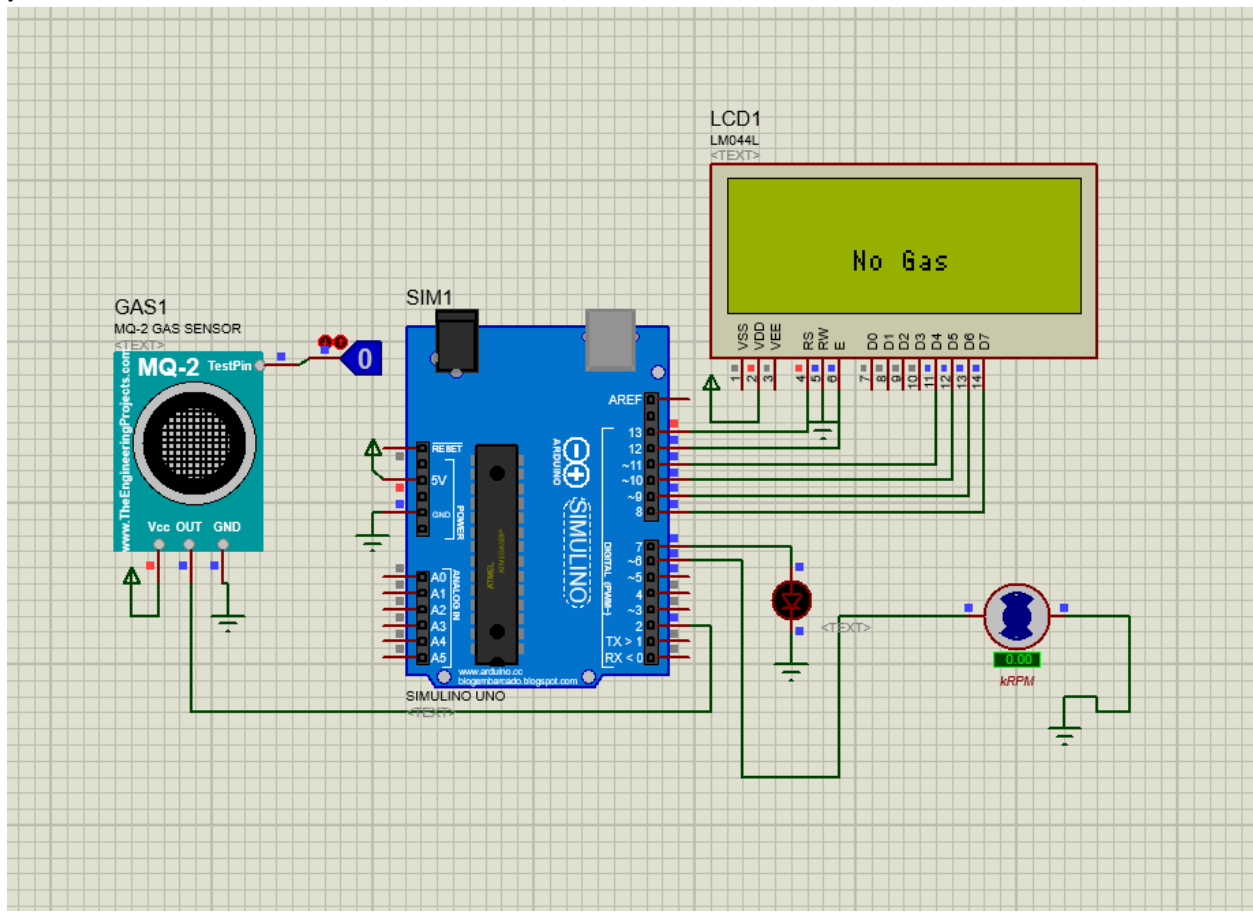 LCD1
LM044L
<TEXT>
No Gas
VSS
VDD
VEE
RS
RW
E
D0
D1
D2
D3
D4
D5
D6
D7
1
2
3
4
5
6
7
8
9
10
11
12
13
14
GAS1
MQ-2 GAS SENSOR
<TEXT>
MQ-2 TestPin
0
www.TheEngineeringProjects.com
Vcc OUT GND
SIM1
AREF
RESET
5V
GND
POWER
A0
A1
A2
A3
A4
A5
ANALOG IN
ATMEL
ATMEGA328P
ARDUINO
SIMULINO
13
12
~11
~10
~9
8
7
~6
~5
4
~3
2
TX > 1
RX < 0
DIGITAL (PWM~)
www.arduino.cc
blogembarcado.blogspot.com
SIMULINO UNO
<TEXT>
<TEXT>
0.00
kRPM